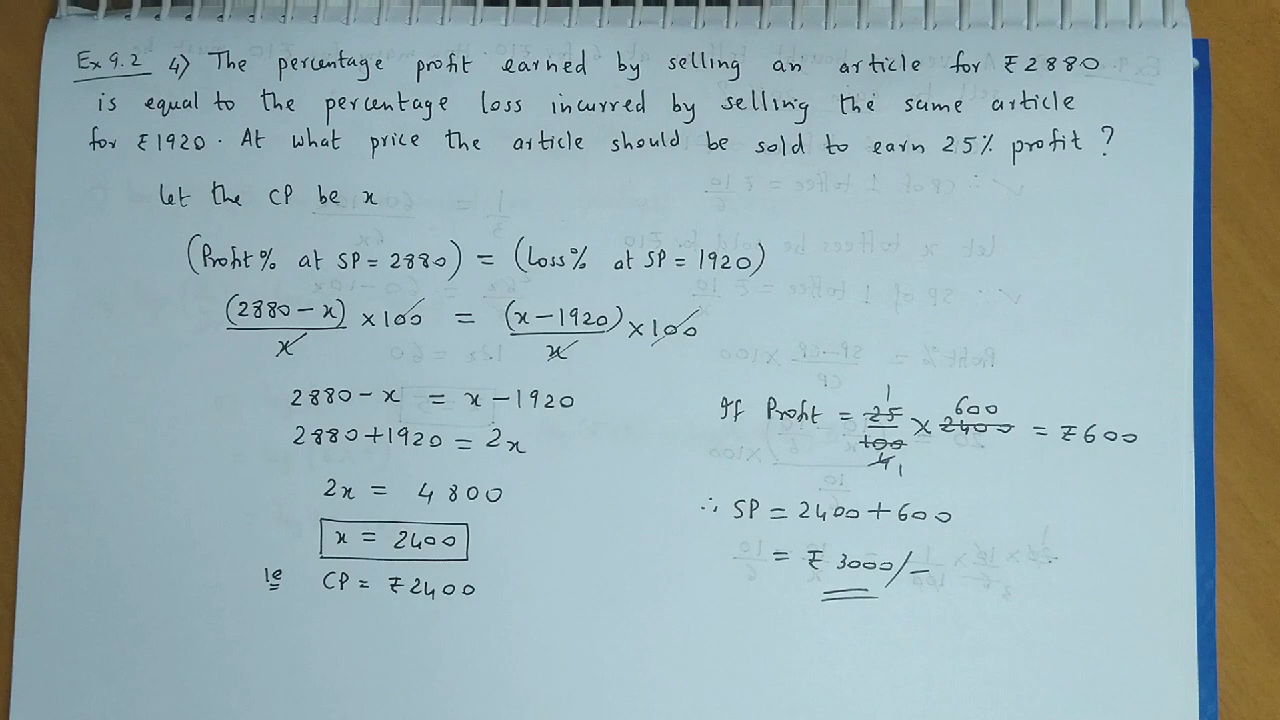 Ex 9.2 4) The percentage profit earned by selling an article for ₹2880
is equal to the percentage loss incurred by selling the same article
for ₹1920. At what price the article should be sold to earn 25% profit?
let the CP be x
(Profit% at SP = 2880) = (Loss% at SP = 1920)
(2880 – x)/x × 100 = (x – 1920)/x × 100
2880 – x = x – 1920
2880 + 1920 = 2x
2x = 4800
x = 2400
ie CP = ₹2400
If Profit = 25/100 × 2400 = ₹600
1 600
4 1
∴ SP = 2400 + 600
= ₹ 3000/–